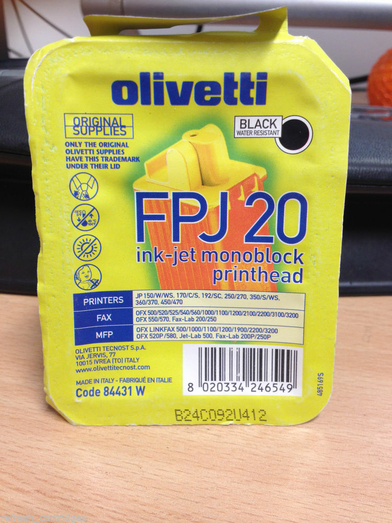 olivetti
ORIGINAL
SUPPLIES
BLACK
WATER RESISTANT
ONLY THE ORIGINAL
OLIVETTI SUPPLIES
HAVE THIS TRADEMARK
UNDER THEIR LID
FPJ 20
ink-jet monoblock
printhead
PRINTERS
JP 150/W/WS, 170/C/S, 192/SC, 250/270, 350/S/WS,
360/370, 450/470
FAX
OFX 500/520/525/540/560/1000/1100/1200/2100/2200/3100/3200
OFX 550/570, Fax-Lab 200/250
MFP
OFX LINKFAX 500/1000/1100/1200/1900/2200/3200
OFX 520P/580, Jet-Lab 500, Fax-Lab 200P/250P
OLIVETTI TECNOST S.p.A.
VIA JERVIS, 77
10015 IVREA (TO) ITALY
www.olivettitecnost.com
MADE IN ITALY - FABRIQUÉ EN ITALIE
Code 84431 W
8 020334 246549
B24C092U412